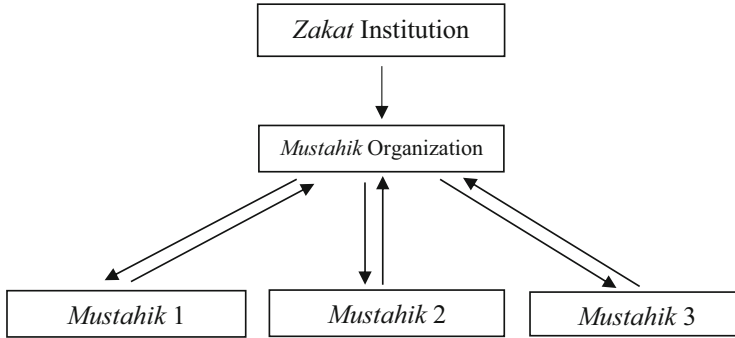 Zakat Institution
Mustahik Organization
Mustahik 1
Mustahik 2
Mustahik 3